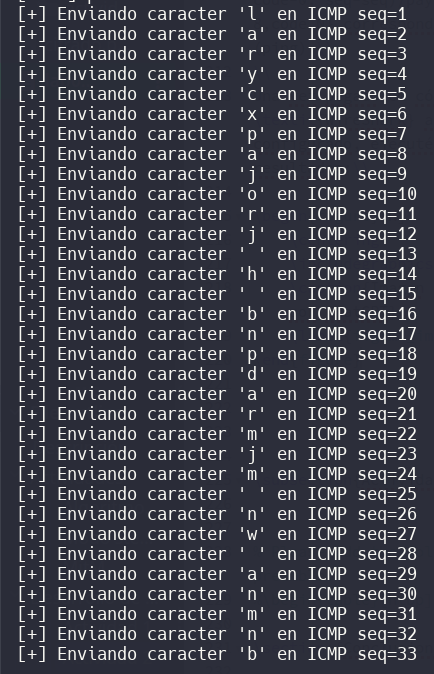 [+] Enviando caracter 'l' en ICMP seq=1
[+] Enviando caracter 'a' en ICMP seq=2
[+] Enviando caracter 'r' en ICMP seq=3
[+] Enviando caracter 'y' en ICMP seq=4
[+] Enviando caracter 'c' en ICMP seq=5
[+] Enviando caracter 'x' en ICMP seq=6
[+] Enviando caracter 'p' en ICMP seq=7
[+] Enviando caracter 'a' en ICMP seq=8
[+] Enviando caracter 'j' en ICMP seq=9
[+] Enviando caracter 'o' en ICMP seq=10
[+] Enviando caracter 'r' en ICMP seq=11
[+] Enviando caracter 'j' en ICMP seq=12
[+] Enviando caracter ' ' en ICMP seq=13
[+] Enviando caracter 'h' en ICMP seq=14
[+] Enviando caracter ' ' en ICMP seq=15
[+] Enviando caracter 'b' en ICMP seq=16
[+] Enviando caracter 'n' en ICMP seq=17
[+] Enviando caracter 'p' en ICMP seq=18
[+] Enviando caracter 'd' en ICMP seq=19
[+] Enviando caracter 'a' en ICMP seq=20
[+] Enviando caracter 'r' en ICMP seq=21
[+] Enviando caracter 'm' en ICMP seq=22
[+] Enviando caracter 'j' en ICMP seq=23
[+] Enviando caracter 'm' en ICMP seq=24
[+] Enviando caracter ' ' en ICMP seq=25
[+] Enviando caracter 'n' en ICMP seq=26
[+] Enviando caracter 'w' en ICMP seq=27
[+] Enviando caracter ' ' en ICMP seq=28
[+] Enviando caracter 'a' en ICMP seq=29
[+] Enviando caracter 'n' en ICMP seq=30
[+] Enviando caracter 'm' en ICMP seq=31
[+] Enviando caracter 'n' en ICMP seq=32
[+] Enviando caracter 'b' en ICMP seq=33